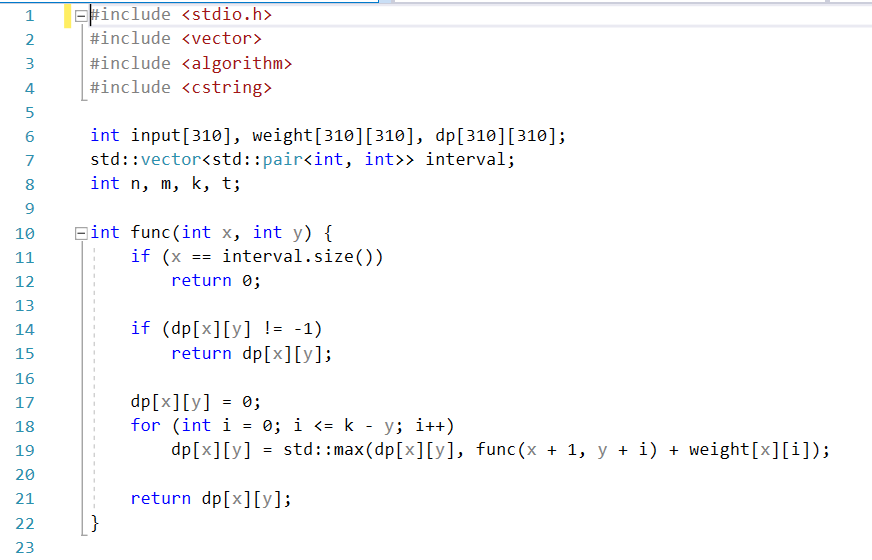 1 #include <stdio.h>
2 #include <vector>
3 #include <algorithm>
4 #include <cstring>
5
6 int input[310], weight[310][310], dp[310][310];
7 std::vector<std::pair<int, int>> interval;
8 int n, m, k, t;
9
10 int func(int x, int y) {
11     if (x == interval.size())
12         return 0;
13
14     if (dp[x][y] != -1)
15         return dp[x][y];
16
17     dp[x][y] = 0;
18     for (int i = 0; i <= k - y; i++)
19         dp[x][y] = std::max(dp[x][y], func(x + 1, y + i) + weight[x][i]);
20
21     return dp[x][y];
22 }
23